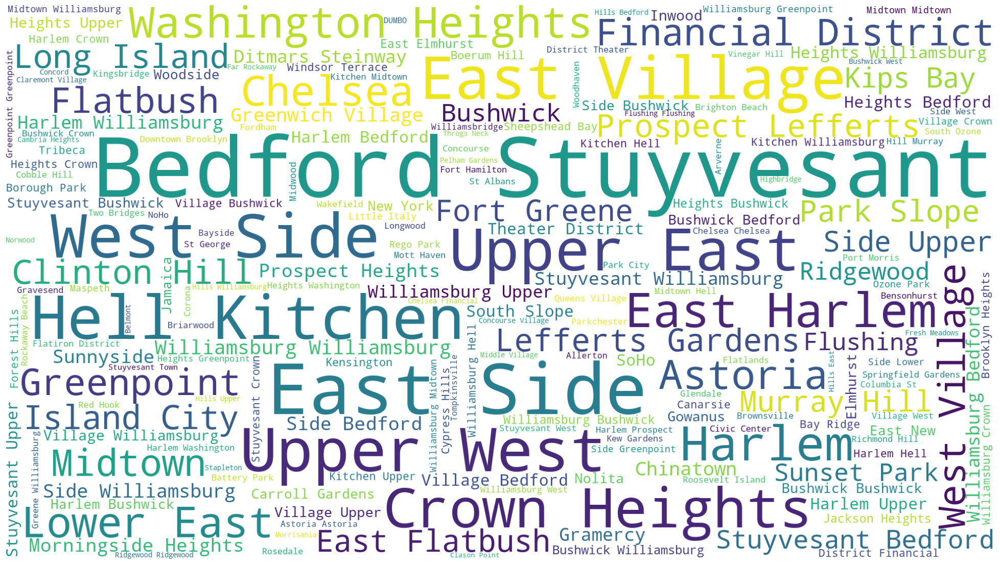 Midtown Williamsburg
Washington Heights
DUMBO
Hills Bedford
Inwood
Williamsburg Greenpoint
Midtown Midtown
Heights Upper
Financial District
Harlem Crown
East Elmhurst
Long Island
Ditmars Steinway
Boerum Hill
District Theater
Vinegar Hill
Heights Williamsburg
Greenpoint Greenpoint
Concord
Kingsbridge
Woodside
Far Rockaway
Windsor Terrace
East Village
Woodhaven
Bushwick West
Claremont Village
Kitchen Midtown
Chelsea
Kips Bay
Flatbush
Greenwich Village
Bushwick
Side Bushwick
Brighton Beach
Heights Bedford
Flushing Flushing
Side West
Harlem Williamsburg
Fordham
Williamsbridge
Sheepshead Bay
Prospect Lefferts
Village Crown
Bushwick Crown
Cambria Heights
Downtown Brooklyn
Harlem Bedford
Throgs Neck
South Ozone
Kitchen Hell
Kitchen Williamsburg
Hill Murray
Tribeca
Bedford Stuyvesant
Concourse
Arverne
Heights Crown
Pelham Gardens
Fort Hamilton
Cobble Hill
Midwood
St Albans
Highbridge
Borough Park
Stuyvesant Bushwick
Village Bushwick
Wakefield
New York
Fort Greene
Heights Bushwick
Park Slope
Two Bridges
NoHo
Little Italy
Longwood
Theater District
Bushwick Bedford
West Side
Bayside
Chelsea Chelsea
Norwood
St George
Rego Park
Mott Haven
Upper East
Side Upper
Port Morris
Clinton Hill
Jamaica
Prospect Heights
Park City
Ridgewood
West Village
Stuyvesant Williamsburg
Ozone Park
Brooklyn Heights
Gravesend
Maspeth
Corona
Hills Williamsburg
Heights Washington
Williamsburg Upper
Midtown Hell
Bensonhurst
Hell Kitchen
Chelsea Financial
Queens Village
East Harlem
Forest Hills
Rockaway Beach
Belmont
Briarwood
South Slope
Concourse Village
Parkchester
Williamsburg Bedford
Flatiron District
Williamsburg Williamsburg
Williamsburg Hell
Lefferts Gardens
Flushing
Fresh Meadows
Sunnyside
Heights Greenpoint
Middle Village
Allerton
SoHo
Flatlands
Hills East
Elmhurst
Side Lower
Stuyvesant Town
Kensington
Williamsburg Midtown
Cypress Hills
Tompkinsville
Greenpoint
Stuyvesant Crown
East Side
Astoria
Springfield Gardens
Columbia St
Hills Upper
Glendale
Murray Hill
Red Hook
Canarsie
Stuyvesant Upper
Island City
Side Bedford
Williamsburg Bushwick
Gowanus
Brownsville
Village West
Williamsburg Crown
Greene Williamsburg
Village Williamsburg
Upper West
Stuyvesant West
Harlem Prospect
Civic Center
Bay Ridge
East New
Harlem Washington
Kew Gardens
Harlem
Richmond Hill
Midtown
Side Greenpoint
Harlem Hell
Stapleton
Battery Park
Kitchen Upper
Village Bedford
Nolita
Chinatown
Roosevelt Island
Sunset Park
Side Williamsburg
Carroll Gardens
Williamsburg West
Bushwick Bushwick
Harlem Bushwick
Village Upper
Crown Heights
Harlem Upper
Lower East
Astoria Astoria
Jackson Heights
Morrisania
Morningside Heights
Rosedale
East Flatbush
Gramercy
Stuyvesant Bedford
Ridgewood Ridgewood
Clason Point
Bushwick Williamsburg
District Financial